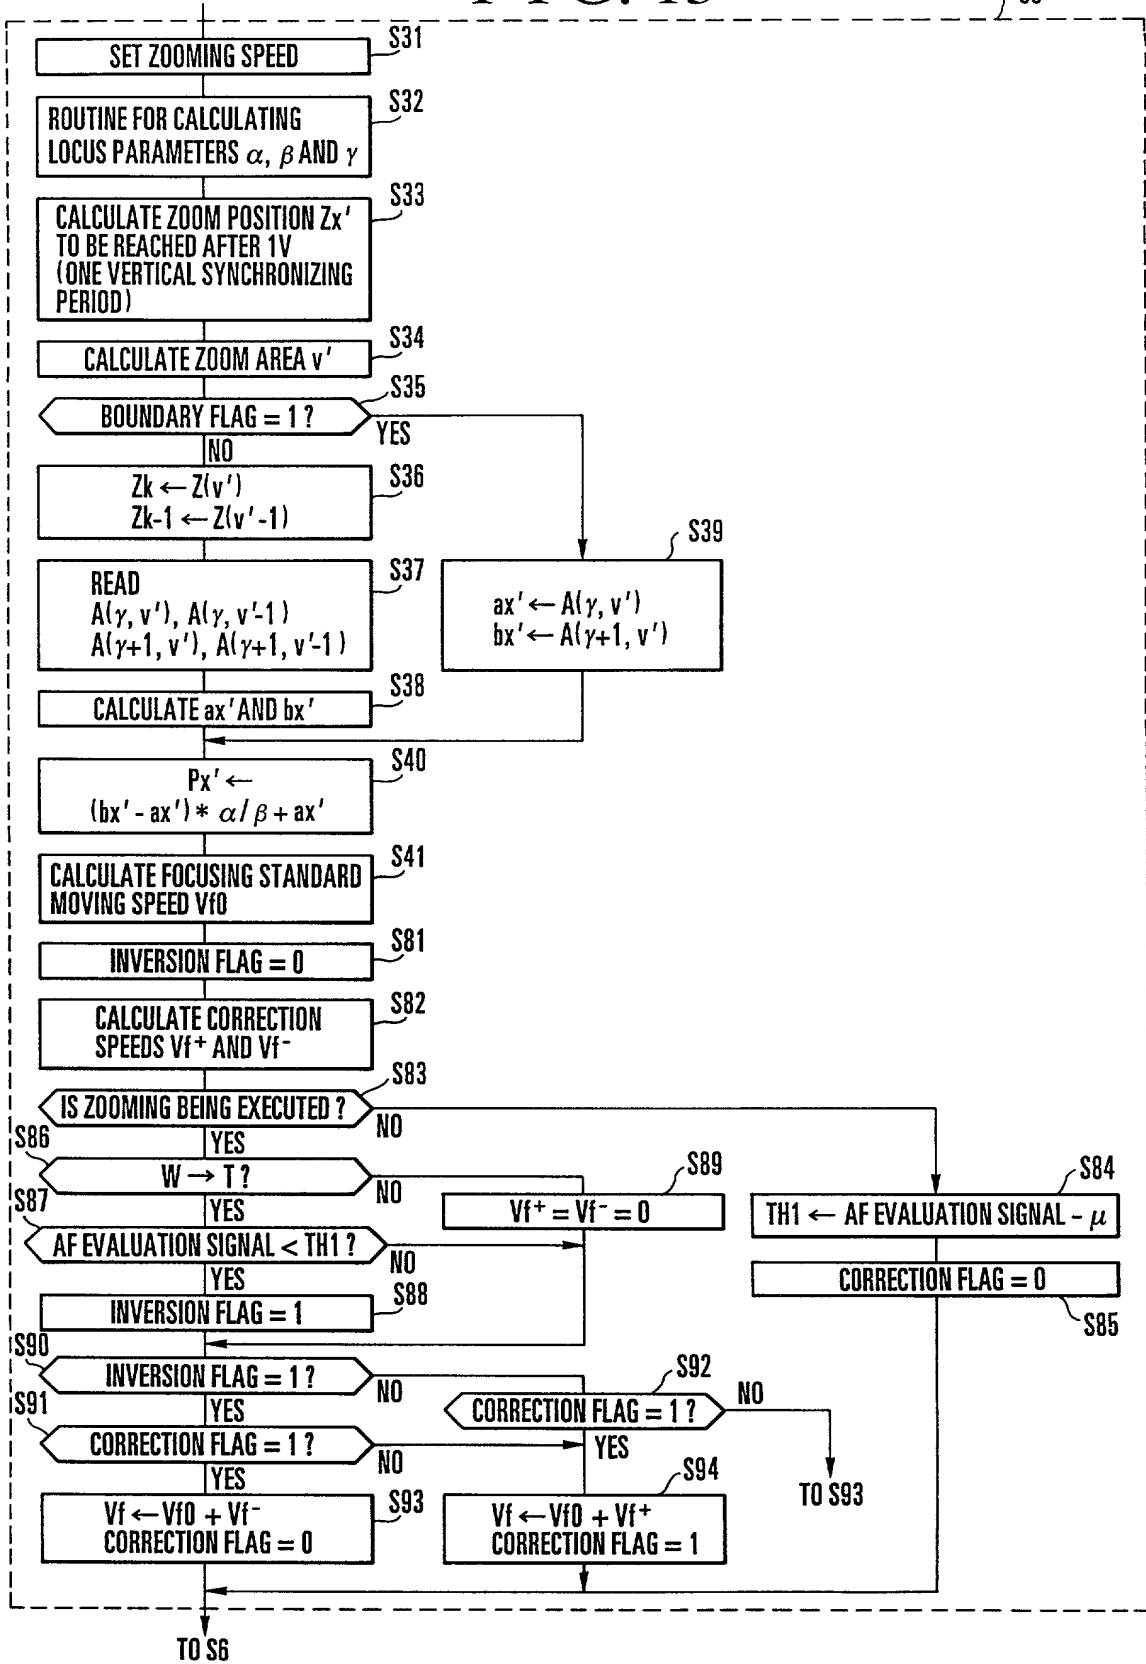 S31
SET ZOOMING SPEED
S32
ROUTINE FOR CALCULATING
LOCUS PARAMETERS α, β AND γ
S33
CALCULATE ZOOM POSITION Zx'
TO BE REACHED AFTER 1V
(ONE VERTICAL SYNCHRONIZING
PERIOD)
S34
CALCULATE ZOOM AREA v'
S35
BOUNDARY FLAG = 1 ?
YES
NO
S36
Zk ← Z(v')
Zk-1 ← Z(v'-1)
S37
READ
A(γ, v'), A(γ, v'-1)
A(γ+1, v'), A(γ+1, v'-1)
S39
ax' ← A(γ, v')
bx' ← A(γ+1, v')
S38
CALCULATE ax' AND bx'
S40
Px' ←
(bx' - ax') * α/β + ax'
S41
CALCULATE FOCUSING STANDARD
MOVING SPEED Vf0
S81
INVERSION FLAG = 0
S82
CALCULATE CORRECTION
SPEEDS Vf⁺ AND Vf⁻
S83
IS ZOOMING BEING EXECUTED ?
NO
YES
S86
W → T ?
NO
YES
S89
Vf⁺ = Vf⁻ = 0
S84
TH1 ← AF EVALUATION SIGNAL - μ
S87
AF EVALUATION SIGNAL < TH1 ?
NO
YES
CORRECTION FLAG = 0
S85
S88
INVERSION FLAG = 1
S90
INVERSION FLAG = 1 ?
NO
YES
S92
CORRECTION FLAG = 1 ?
NO
YES
TO S93
S91
CORRECTION FLAG = 1 ?
NO
YES
S93
Vf ← Vf0 + Vf⁻
CORRECTION FLAG = 0
S94
Vf ← Vf0 + Vf⁺
CORRECTION FLAG = 1
TO S6